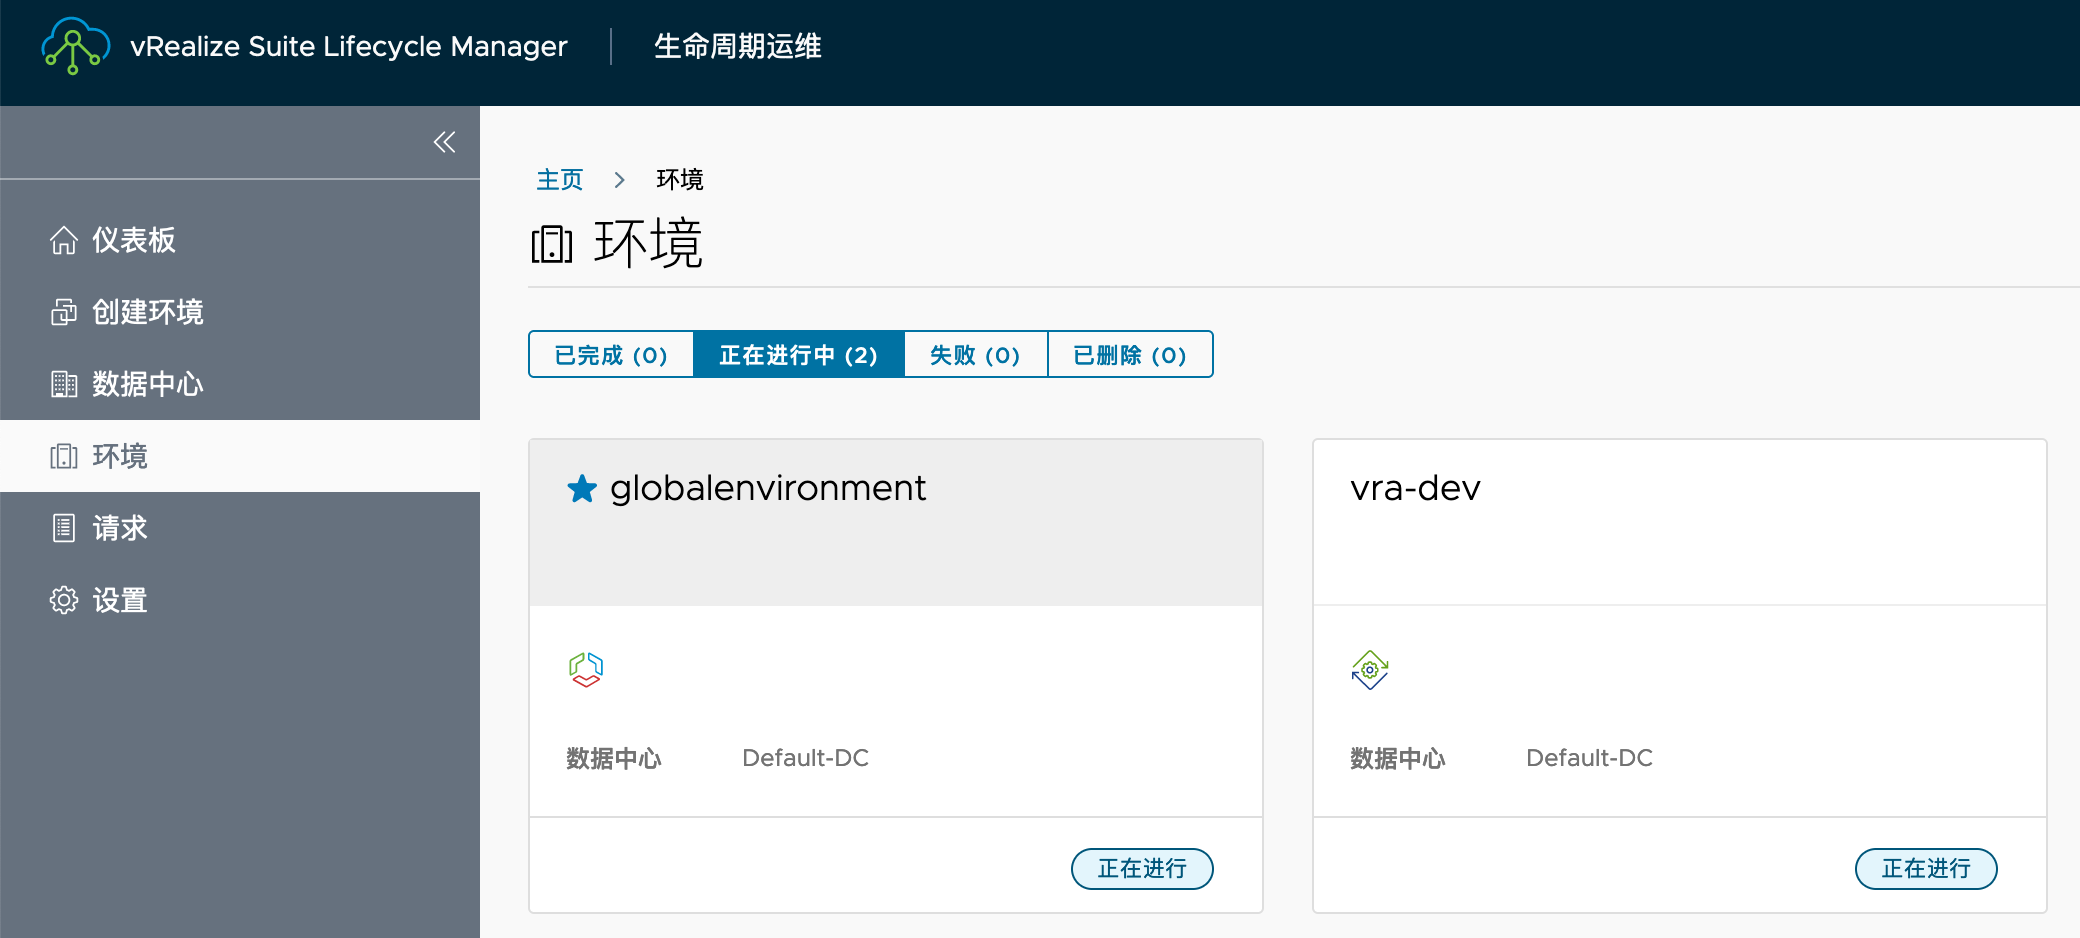 vRealize Suite Lifecycle Manager
生命周期运维
仪表板
创建环境
数据中心
环境
请求
设置
主页 > 环境
环境
已完成 (0)
正在进行中 (2)
失败 (0)
已删除 (0)
globalenvironment
数据中心 Default-DC
正在进行
vra-dev
数据中心 Default-DC
正在进行